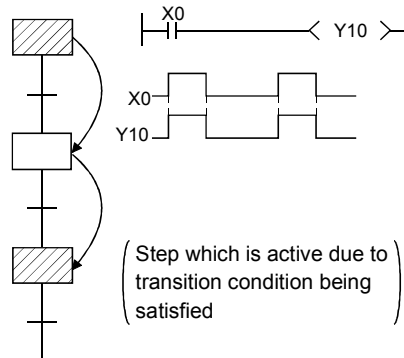 X0
Y10
X0
Y10
Step which is active due to
transition condition being
satisfied